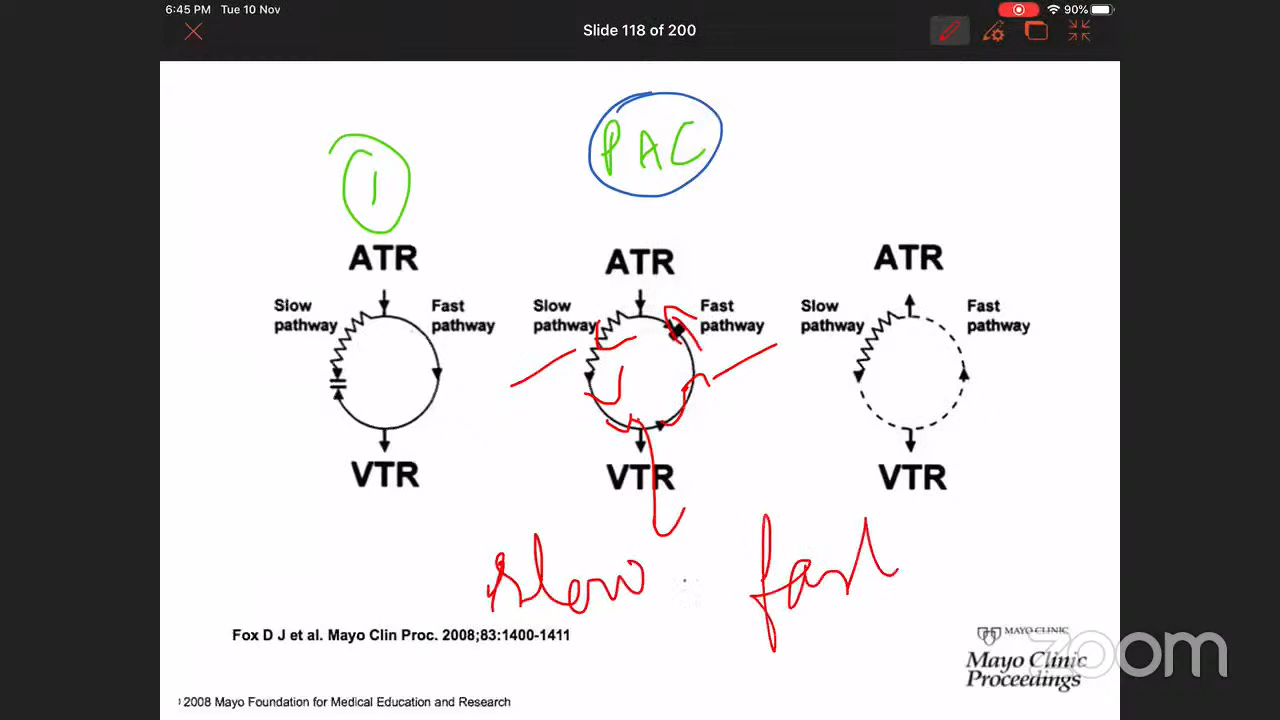 6:45 PM Tue 10 Nov
90%
Slide 118 of 200
1
PAC
ATR
ATR
ATR
Slow pathway
Fast pathway
Slow pathway
Fast pathway
Slow pathway
Fast pathway
VTR
VTR
VTR
slow fast
Fox D J et al. Mayo Clin Proc. 2008;83:1400-1411
MAYO CLINIC
Mayo Clinic
Proceedings
zoom
2008 Mayo Foundation for Medical Education and Research